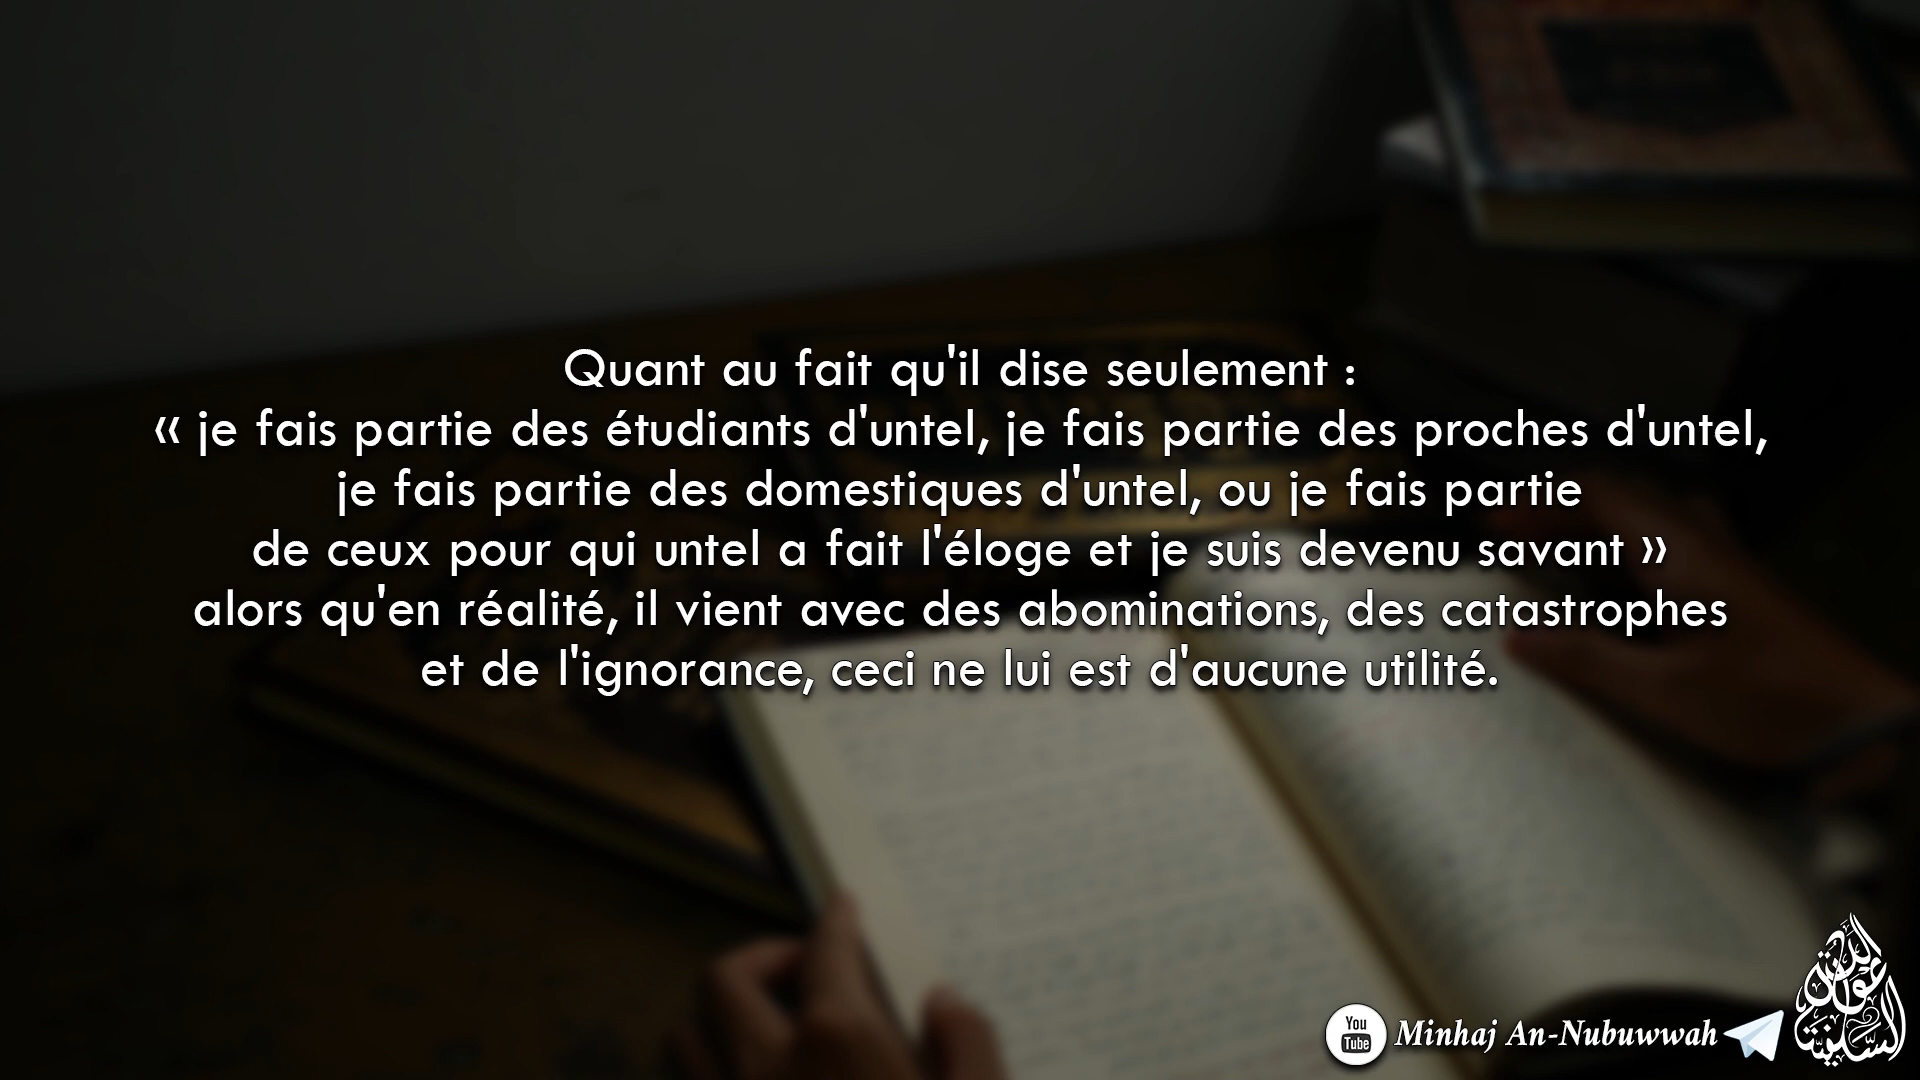 Quant au fait qu'il dise seulement :
« je fais partie des étudiants d'untel, je fais partie des proches d'untel,
je fais partie des domestiques d'untel, ou je fais partie
de ceux pour qui untel a fait l'éloge et je suis devenu savant »
alors qu'en réalité, il vient avec des abominations, des catastrophes
et de l'ignorance, ceci ne lui est d'aucune utilité.
You
Tube
Minhaj An-Nubuwwah